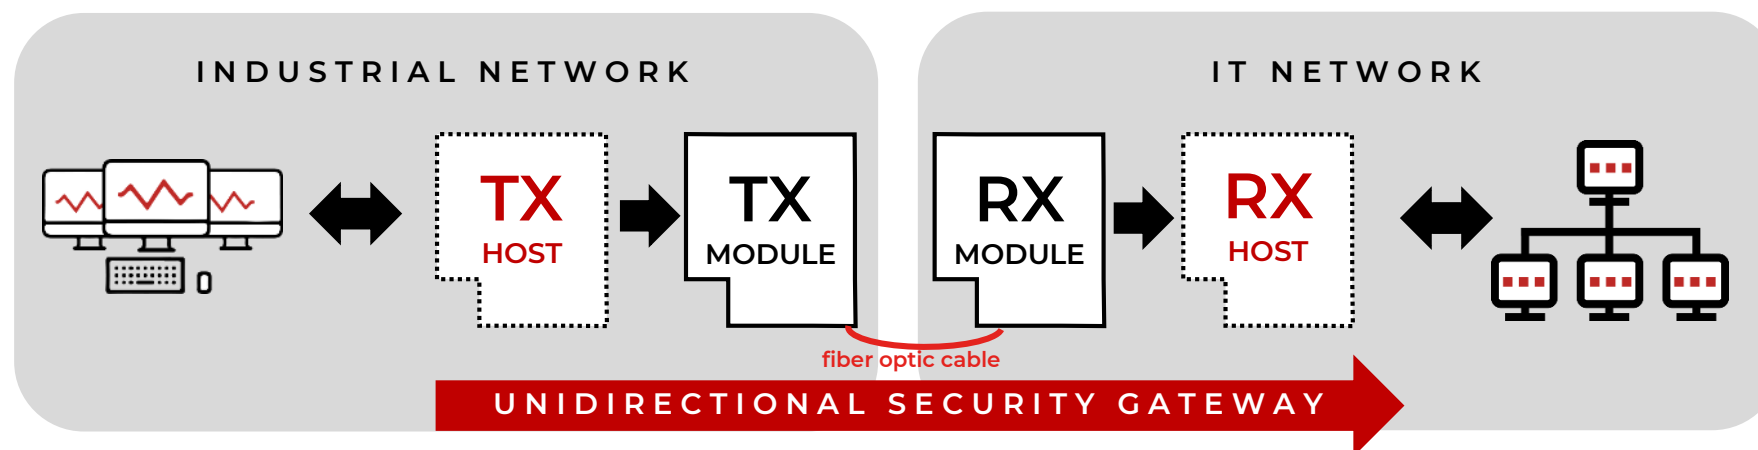 INDUSTRIAL NETWORK
IT NETWORK
TX
HOST
TX
MODULE
RX
MODULE
RX
HOST
fiber optic cable
UNIDIRECTIONAL SECURITY GATEWAY